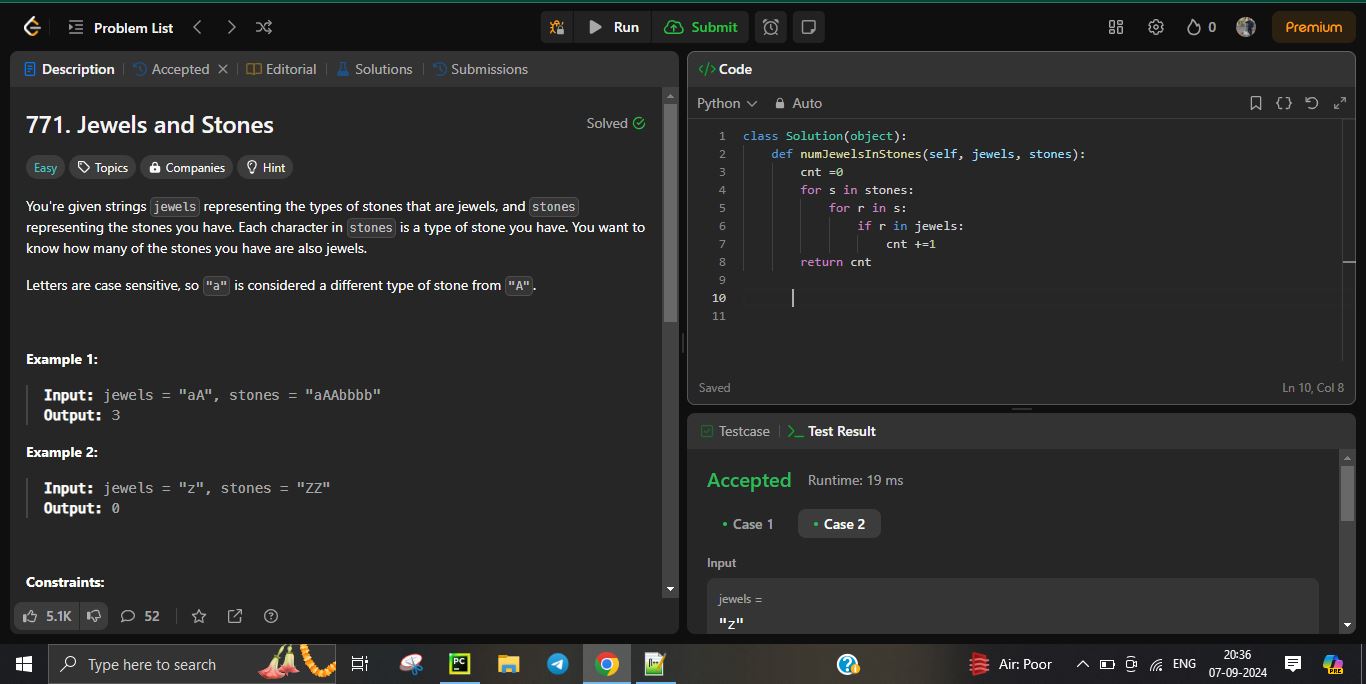 Problem List
Run
Submit
0
Premium
Description
Accepted
Editorial
Solutions
Submissions
771. Jewels and Stones
Solved
Easy
Topics
Companies
Hint
You're given strings jewels representing the types of stones that are jewels, and stones
representing the stones you have. Each character in stones is a type of stone you have. You want to
know how many of the stones you have are also jewels.
Letters are case sensitive, so "a" is considered a different type of stone from "A".
Example 1:
Input: jewels = "aA", stones = "aAAbbbb"
Output: 3
Example 2:
Input: jewels = "z", stones = "ZZ"
Output: 0
Constraints:
5.1K
52
</> Code
Python
Auto
1 class Solution(object):
2 def numJewelsInStones(self, jewels, stones):
3 cnt =0
4 for s in stones:
5 for r in s:
6 if r in jewels:
7 cnt +=1
8 return cnt
9
10
11
Saved
Ln 10, Col 8
Testcase
>_ Test Result
Accepted
Runtime: 19 ms
• Case 1
• Case 2
Input
jewels =
"z"
Type here to search
PC
Air: Poor
ENG
20:36
07-09-2024
PRE